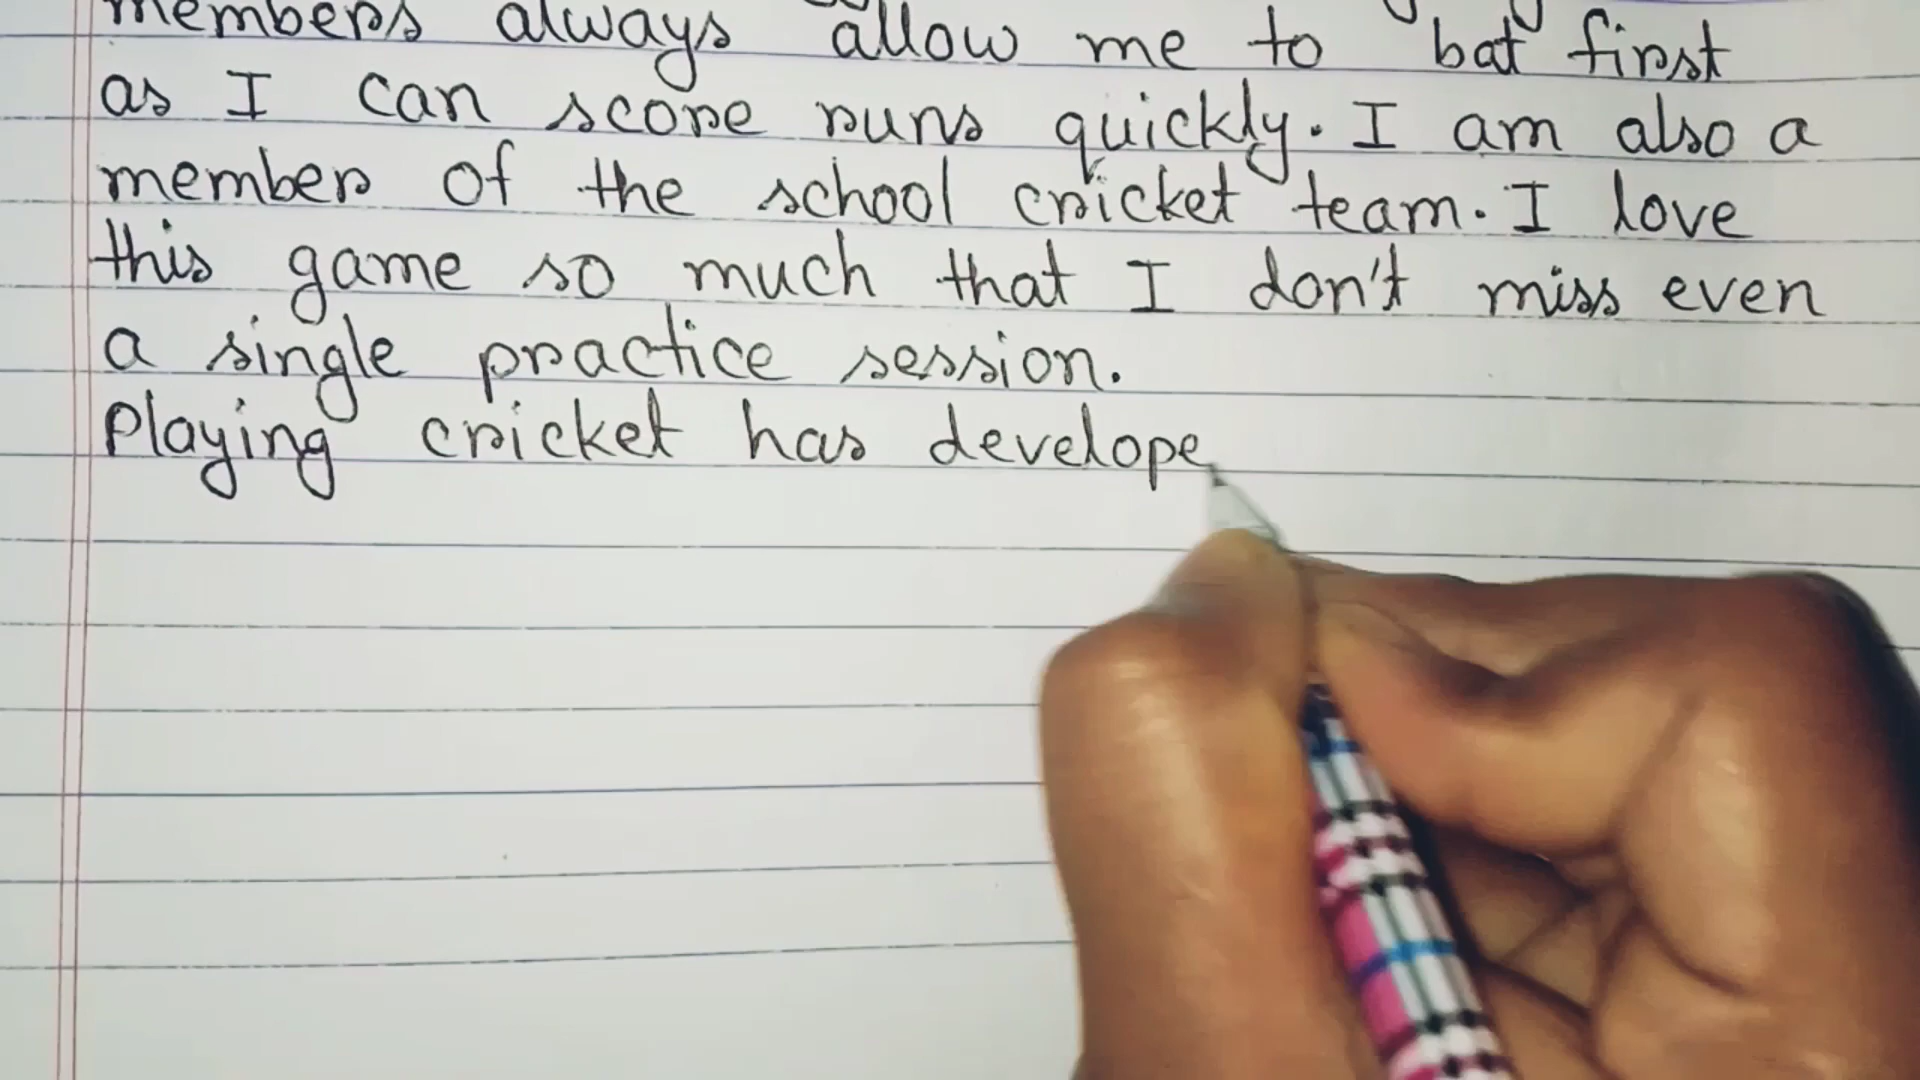 members always allow me to bat first
as I can score runs quickly. I am also a
member of the school cricket team. I love
this game so much that I don't miss even
a single practice session.
Playing cricket has develope